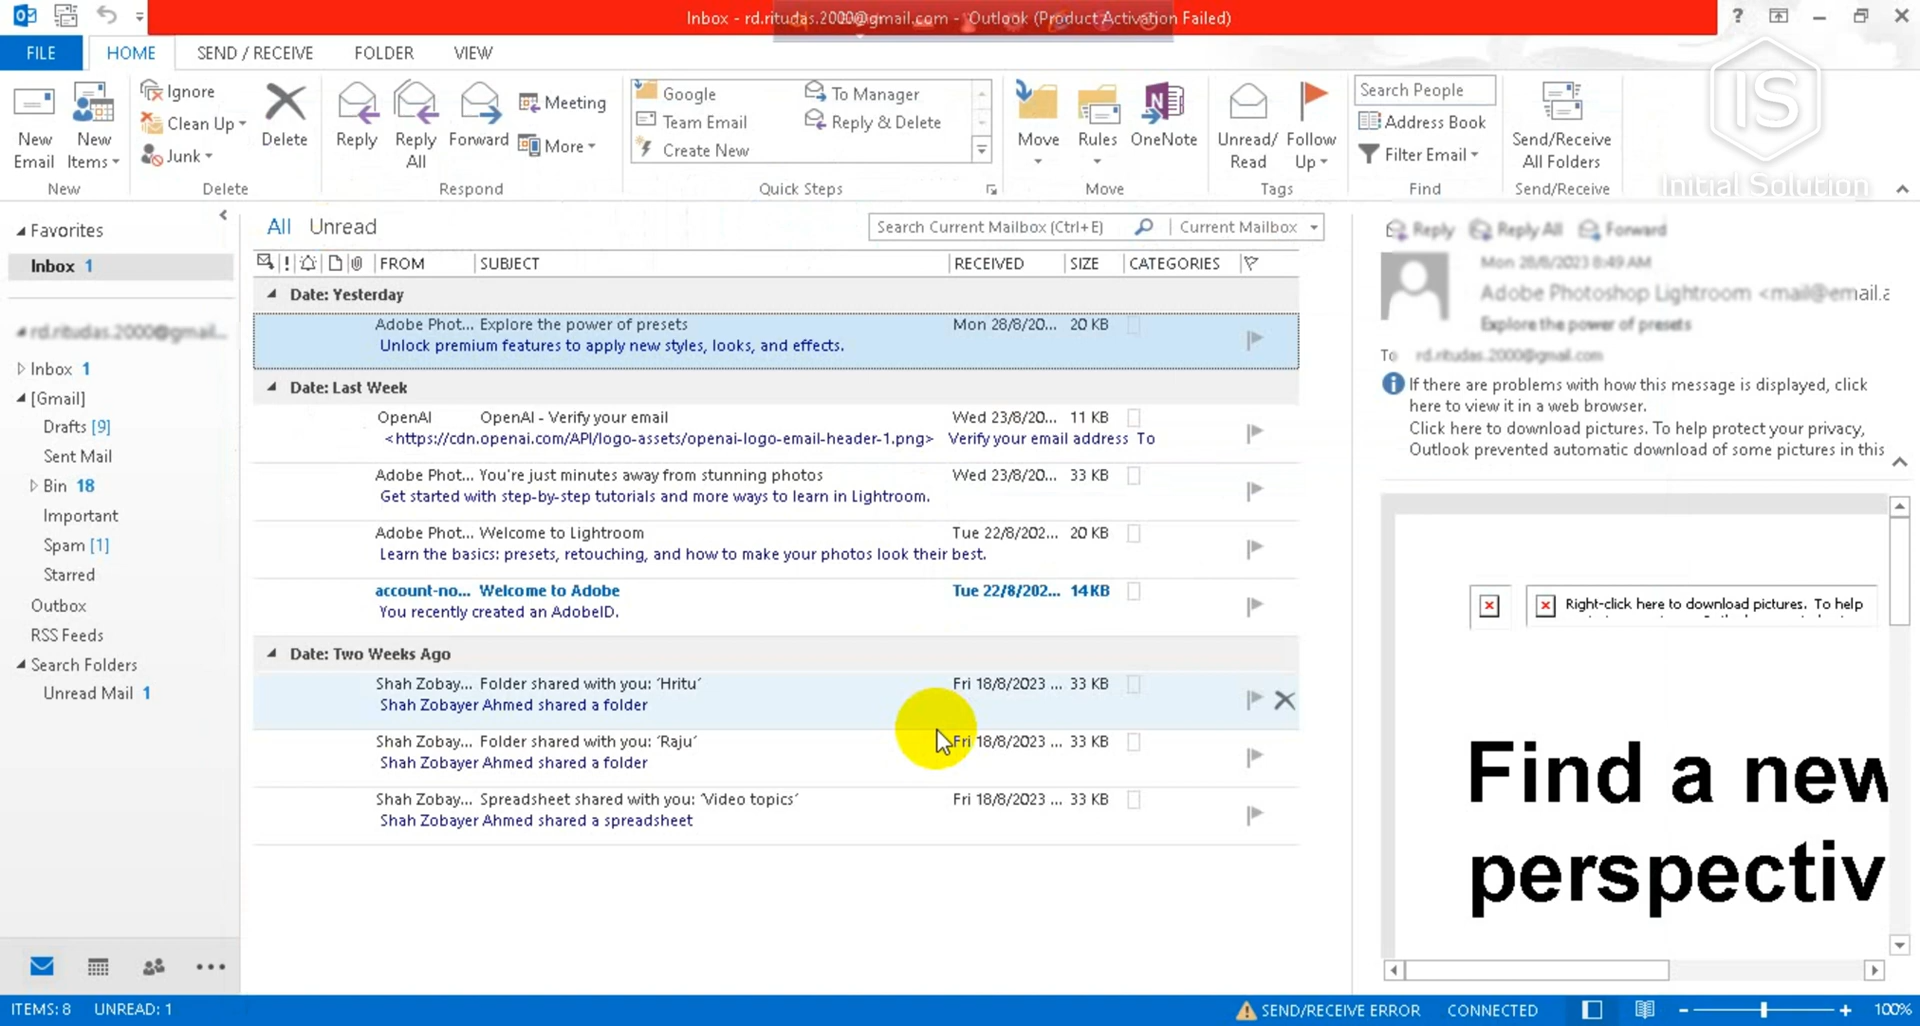 Inbox - rd.ritudas.2000@gmail.com - Outlook (Product Activation Failed)
FILE
HOME
SEND / RECEIVE
FOLDER
VIEW
New Email
New Items
New
Ignore
Clean Up
Junk
Delete
Delete
Reply
Reply All
Forward
Meeting
More
Respond
Google
To Manager
Team Email
Reply & Delete
Create New
Quick Steps
Move
Rules
OneNote
Move
Unread/ Read
Follow Up
Tags
Search People
Address Book
Filter Email
Find
Send/Receive All Folders
Send/Receive
IS
Initial Solution
Favorites
Inbox 1
rd.ritudas.2000@gmail...
Inbox 1
[Gmail]
Drafts [9]
Sent Mail
Bin 18
Important
Spam [1]
Starred
Outbox
RSS Feeds
Search Folders
Unread Mail 1
All Unread
Search Current Mailbox (Ctrl+E)
Current Mailbox
! FROM SUBJECT RECEIVED SIZE CATEGORIES
Date: Yesterday
Adobe Phot... Explore the power of presets Mon 28/8/20... 20 KB
Unlock premium features to apply new styles, looks, and effects.
Date: Last Week
OpenAI OpenAI - Verify your email Wed 23/8/20... 11 KB
<https://cdn.openai.com/API/logo-assets/openai-logo-email-header-1.png> Verify your email address To
Adobe Phot... You're just minutes away from stunning photos Wed 23/8/20... 33 KB
Get started with step-by-step tutorials and more ways to learn in Lightroom.
Adobe Phot... Welcome to Lightroom Tue 22/8/202... 20 KB
Learn the basics: presets, retouching, and how to make your photos look their best.
account-no... Welcome to Adobe Tue 22/8/202... 14 KB
You recently created an AdobeID.
Date: Two Weeks Ago
Shah Zobay... Folder shared with you: ‘Hritu’ Fri 18/8/2023 ... 33 KB
Shah Zobayer Ahmed shared a folder
Shah Zobay... Folder shared with you: ‘Raju’ Fri 18/8/2023 ... 33 KB
Shah Zobayer Ahmed shared a folder
Shah Zobay... Spreadsheet shared with you: ‘Video topics’ Fri 18/8/2023 ... 33 KB
Shah Zobayer Ahmed shared a spreadsheet
Reply Reply All Forward
Mon 28/8/2023 8:49 AM
Adobe Photoshop Lightroom <mail@email.a
Explore the power of presets
To rd.ritudas.2000@gmail.com
If there are problems with how this message is displayed, click
here to view it in a web browser.
Click here to download pictures. To help protect your privacy,
Outlook prevented automatic download of some pictures in this
Right-click here to download pictures. To help
Find a new
perspectiv
ITEMS: 8 UNREAD: 1
SEND/RECEIVE ERROR CONNECTED 100%